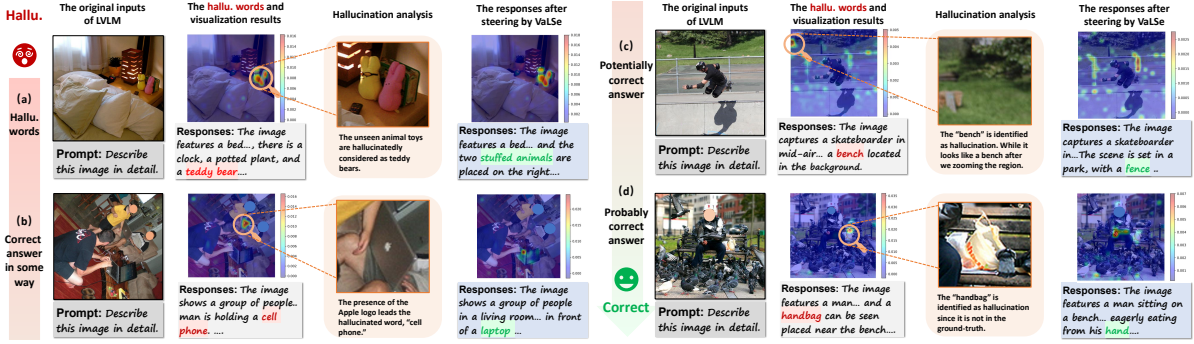 Hallu.
The original inputs
of LVLM
The hallu. words and
visualization results
Hallucination analysis
The responses after
steering by VaLSe
(a)
Hallu.
words
Prompt: Describe
this image in detail.
Responses: The image
features a bed..., there is a
clock, a potted plant, and
a teddy bear....
The unseen animal toys
are hallucinatedly
considered as teddy
bears.
Responses: The image
features a bed... and the
two stuffed animals are
placed on the right....
(b)
Correct
answer
in some
way
Prompt: Describe
this image in detail.
Responses: The image
shows a group of people..
man is holding a cell
phone. ....
The presence of the
Apple logo leads the
hallucinated word, "cell
phone."
Responses: The image
shows a group of people
in a living room... in front
of a laptop ...
The original inputs
of LVLM
The hallu. words and
visualization results
Hallucination analysis
The responses after
steering by VaLSe
(c)
Potentially
correct
answer
Prompt: Describe
this image in detail.
Responses: The image
captures a skateboarder in
mid-air... a bench located
in the background.
The "bench" is identified
as hallucination. While it
looks like a bench after
we zooming the region.
Responses: The image
captures a skateboarder
in...The scene is set in a
park, with a fence ..
(d)
Probably
correct
answer
Correct
Prompt: Describe
this image in detail.
Responses: The image
features a man... and a
handbag can be seen
placed near the bench....
The "handbag" is
identified as hallucination
since it is not in the
ground-truth.
Responses: The image
features a man sitting on
a bench... eagerly eating
from his hand....